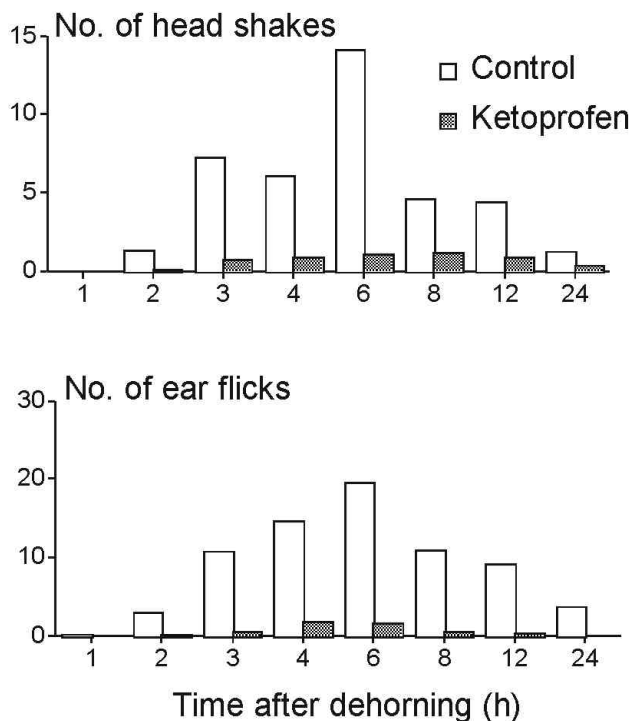 No. of head shakes
15
Control
Ketoprofen
10
5
0
1 2 3 4 6 8 12 24
No. of ear flicks
30
20
10
0
1 2 3 4 6 8 12 24
Time after dehorning (h)